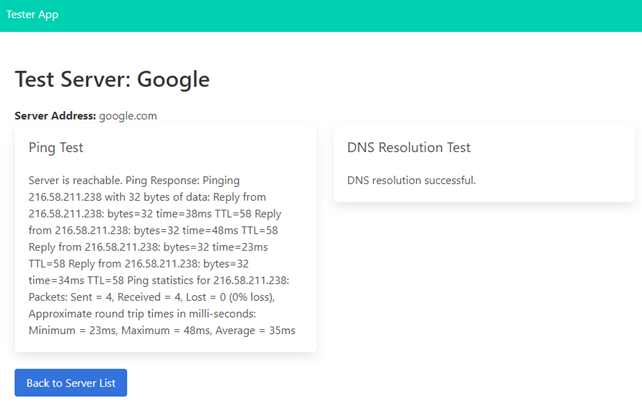 Tester App
Test Server: Google
Server Address: google.com
Ping Test
Server is reachable. Ping Response: Pinging
216.58.211.238 with 32 bytes of data: Reply from
216.58.211.238: bytes=32 time=38ms TTL=58 Reply
from 216.58.211.238: bytes=32 time=48ms TTL=58
Reply from 216.58.211.238: bytes=32 time=23ms
TTL=58 Reply from 216.58.211.238: bytes=32
time=34ms TTL=58 Ping statistics for 216.58.211.238:
Packets: Sent = 4, Received = 4, Lost = 0 (0% loss),
Approximate round trip times in milli-seconds:
Minimum = 23ms, Maximum = 48ms, Average = 35ms
DNS Resolution Test
DNS resolution successful.
Back to Server List